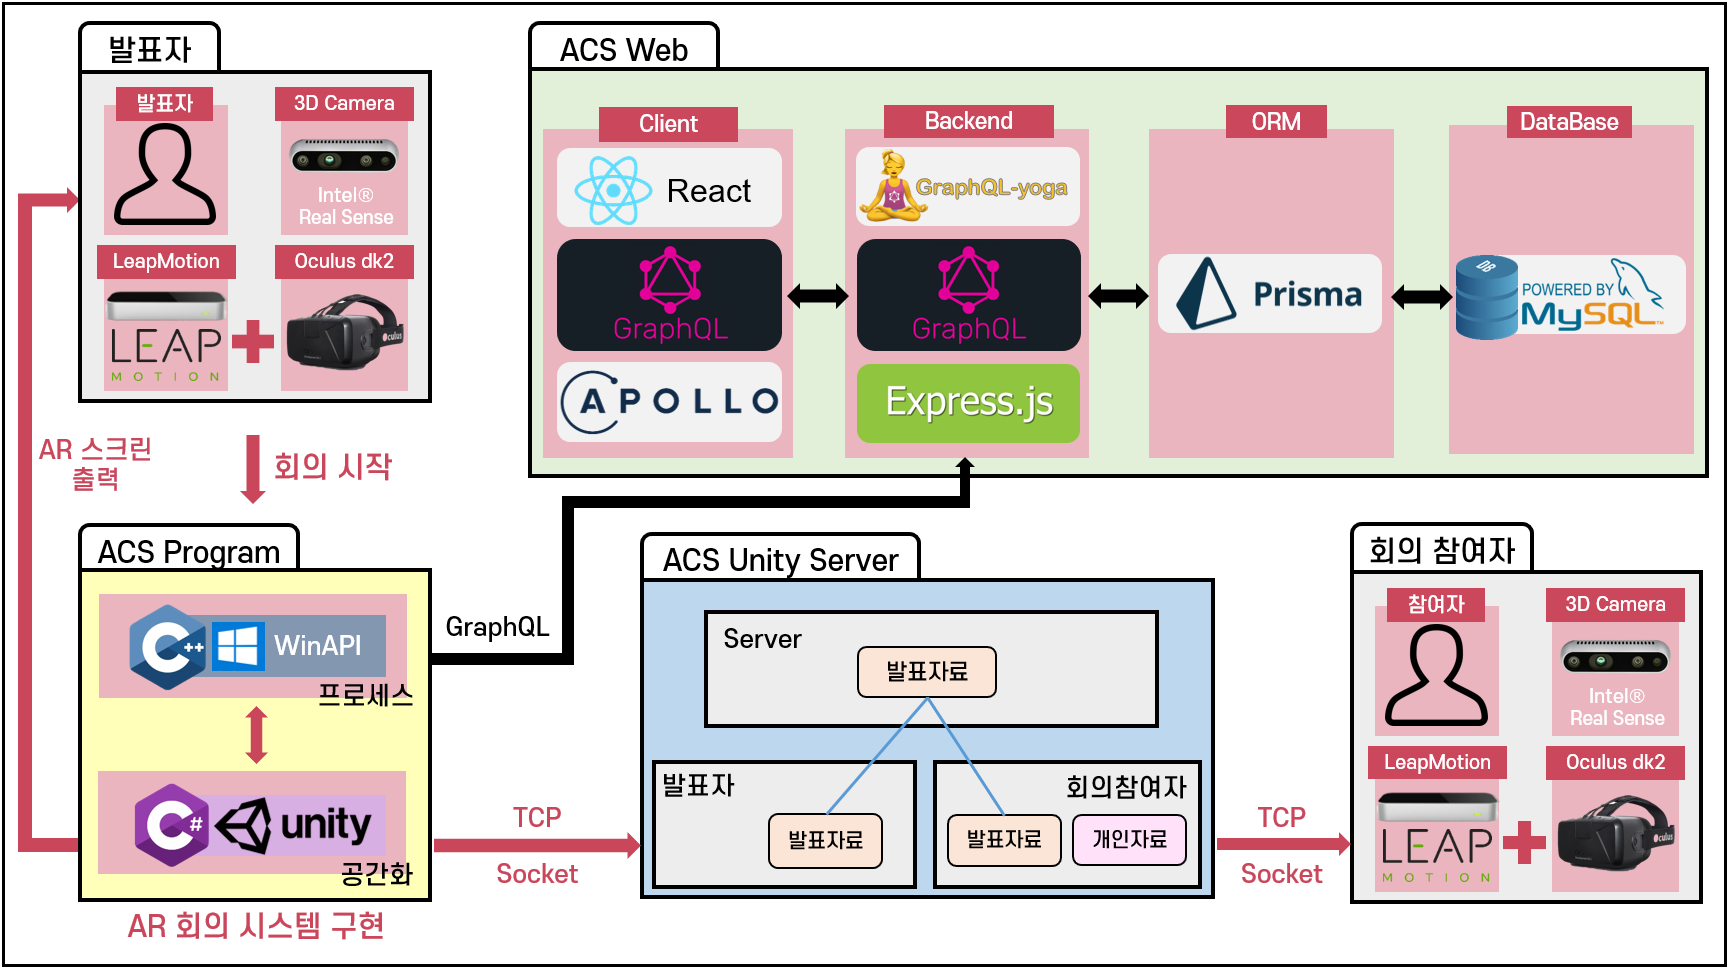 발표자
발표자
3D Camera
Intel®
Real Sense
LeapMotion
Oculus dk2
LEAP
MOTION
oculus
AR 스크린
출력
회의 시작
ACS Web
Client
React
GraphQL
APOLLO
Backend
GraphQL-yoga
GraphQL
Express.js
ORM
Prisma
DataBase
DB
POWERED BY
MySQL™
ACS Program
C++
WinAPI
프로세스
C#
unity
공간화
AR 회의 시스템 구현
GraphQL
TCP
Socket
ACS Unity Server
Server
발표자료
발표자
발표자료
회의참여자
발표자료
개인자료
TCP
Socket
회의 참여자
참여자
3D Camera
Intel®
Real Sense
LeapMotion
Oculus dk2
LEAP
MOTION
oculus